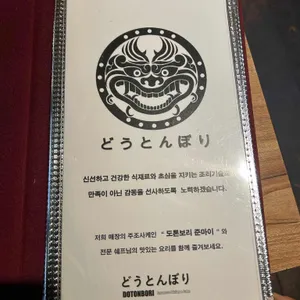 どうとんぼり
신선하고 건강한 식재료와 초심을 지키는 조리기술로
만족이 아닌 감동을 선사하도록 노력하겠습니다.
저희 매장의 주조사케인 " 도톤보리 준마이 " 와
전문 쉐프님의 맛있는 요리를 함께 즐겨보세요.
どうとんぼり
DOTONBORI